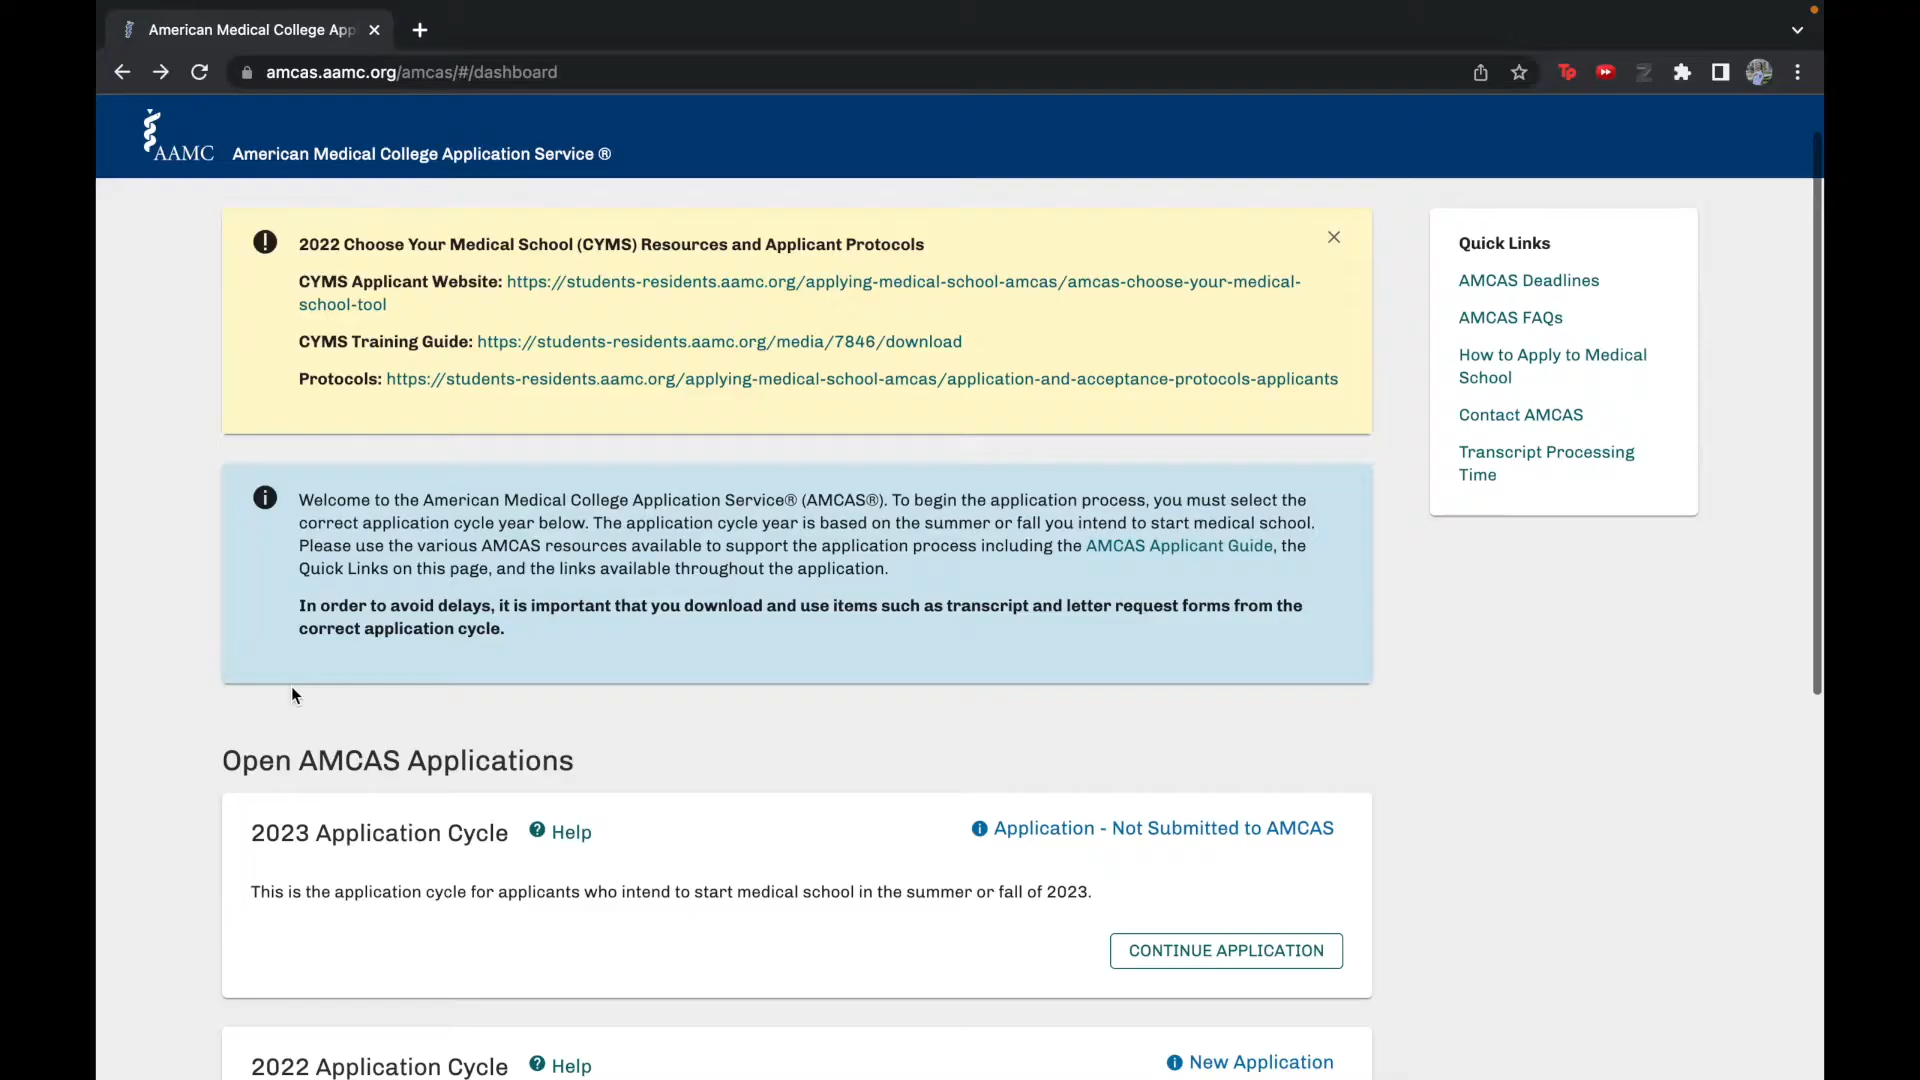 American Medical College App
amcas.aamc.org/amcas/#/dashboard
Tp
AAMC American Medical College Application Service ®
2022 Choose Your Medical School (CYMS) Resources and Applicant Protocols
CYMS Applicant Website: https://students-residents.aamc.org/applying-medical-school-amcas/amcas-choose-your-medical-
school-tool
CYMS Training Guide: https://students-residents.aamc.org/media/7846/download
Protocols: https://students-residents.aamc.org/applying-medical-school-amcas/application-and-acceptance-protocols-applicants
Quick Links
AMCAS Deadlines
AMCAS FAQs
How to Apply to Medical
School
Contact AMCAS
Transcript Processing
Time
Welcome to the American Medical College Application Service® (AMCAS®). To begin the application process, you must select the
correct application cycle year below. The application cycle year is based on the summer or fall you intend to start medical school.
Please use the various AMCAS resources available to support the application process including the AMCAS Applicant Guide, the
Quick Links on this page, and the links available throughout the application.
In order to avoid delays, it is important that you download and use items such as transcript and letter request forms from the
correct application cycle.
Open AMCAS Applications
2023 Application Cycle Help Application - Not Submitted to AMCAS
This is the application cycle for applicants who intend to start medical school in the summer or fall of 2023.
CONTINUE APPLICATION
2022 Application Cycle Help New Application